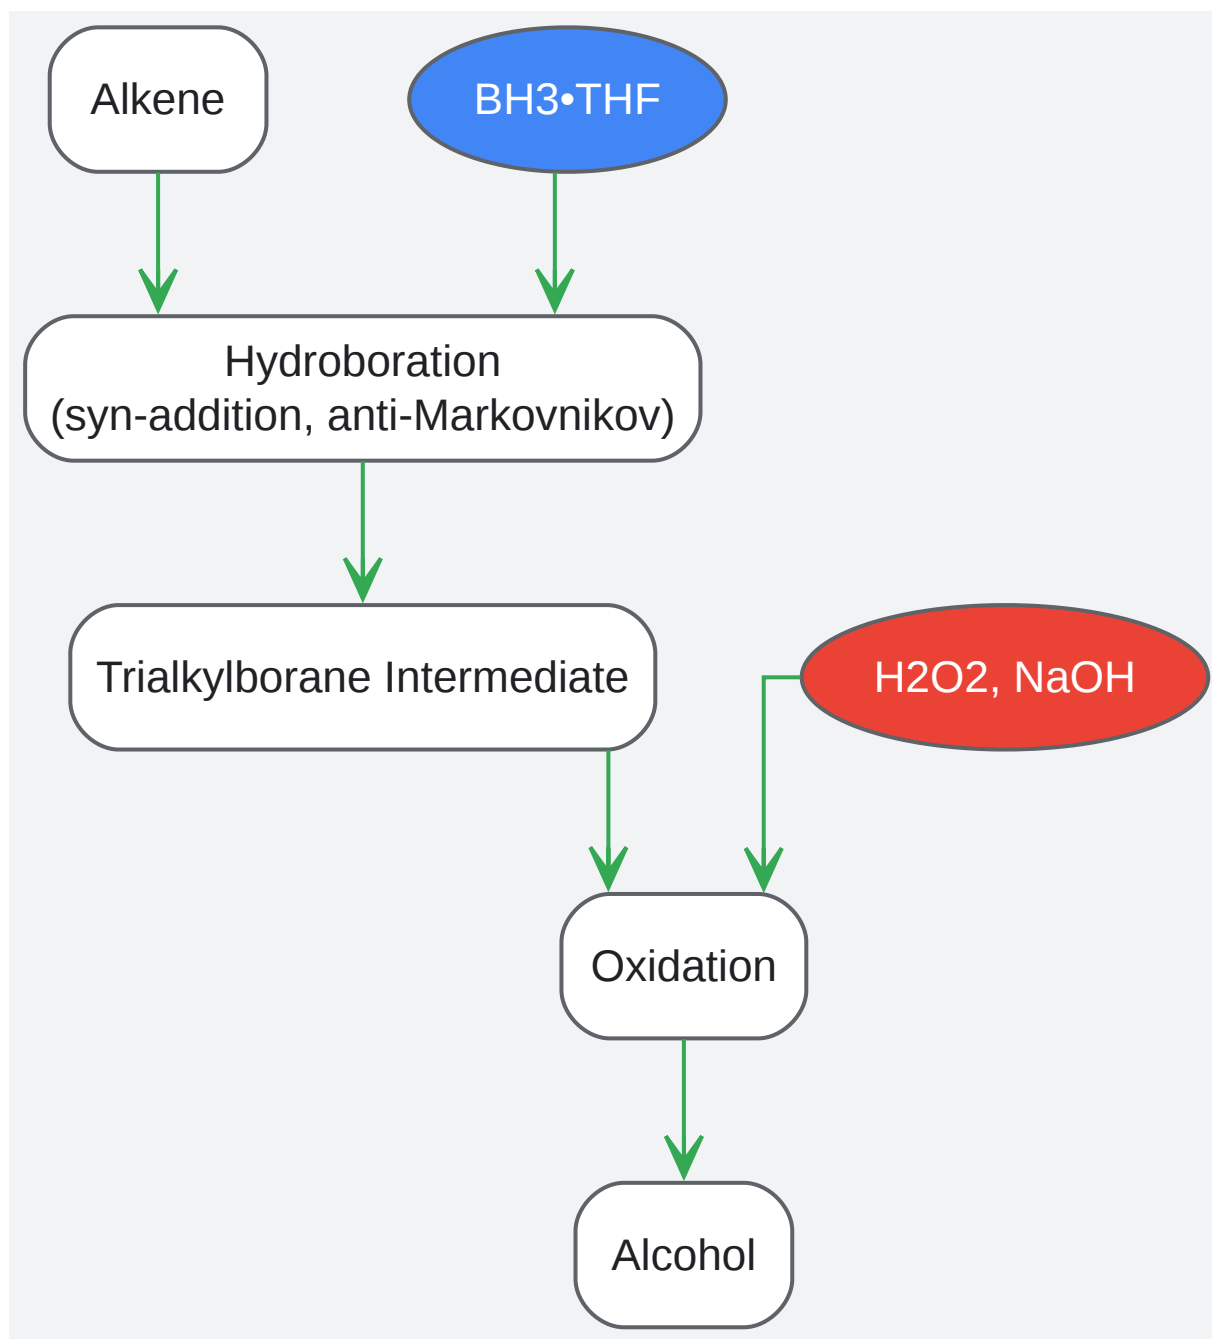 Alkene
BH3•THF
Hydroboration
(syn-addition, anti-Markovnikov)
Trialkylborane Intermediate
H2O2, NaOH
Oxidation
Alcohol